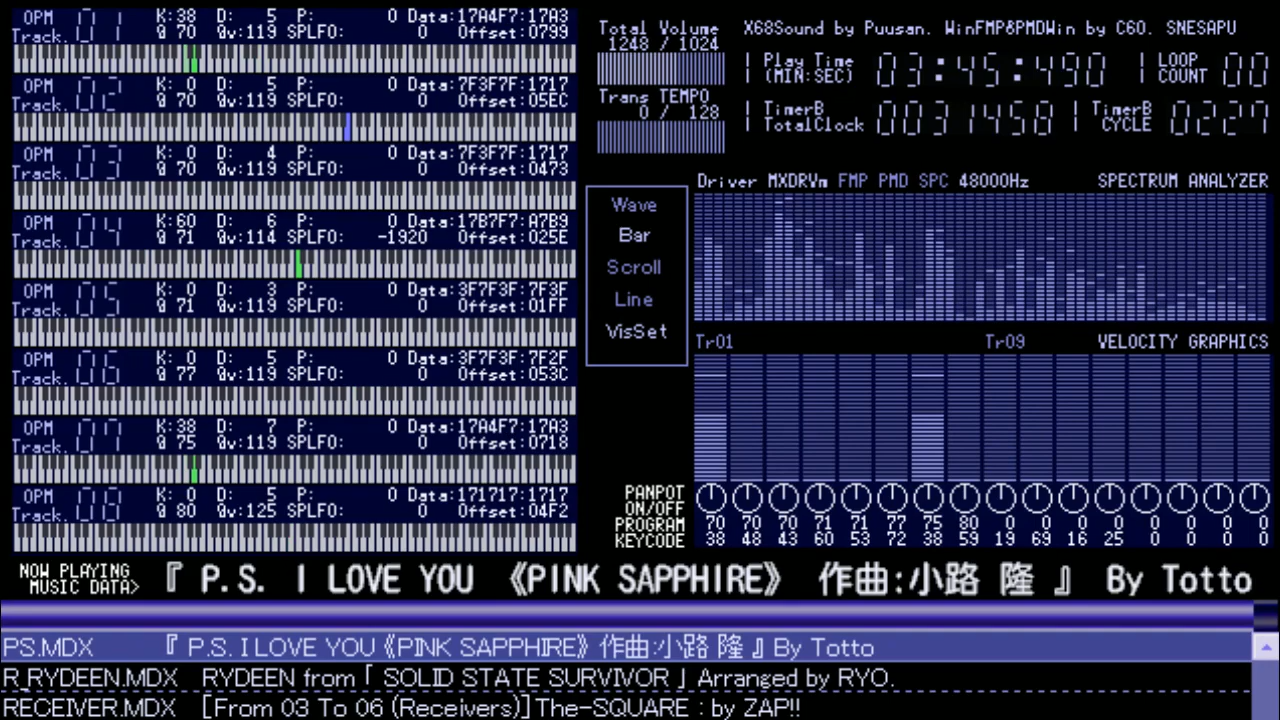 OPM K:38 D: 5 P: 0 Data:17A4F7:17A3
Track. 01 @ 70 @v:119 SPLFO: 0 Offset:0799
OPM K: 0 D: 5 P: 0 Data:7F3F7F:1717
Track. 02 @ 70 @v:119 SPLFO: 0 Offset:05EC
OPM K: 0 D: 4 P: 0 Data:7F3F7F:1717
Track. 03 @ 70 @v:119 SPLFO: 0 Offset:0473
OPM K:60 D: 6 P: 0 Data:17B7F7:A7B9
Track. 04 @ 71 @v:114 SPLFO: -1920 Offset:025E
OPM K: 0 D: 3 P: 0 Data:3F7F3F:7F3F
Track. 05 @ 71 @v:119 SPLFO: 0 Offset:01FF
OPM K: 0 D: 5 P: 0 Data:3F7F3F:7F2F
Track. 06 @ 77 @v:119 SPLFO: 0 Offset:053C
OPM K:38 D: 7 P: 0 Data:17A4F7:17A3
Track. 07 @ 75 @v:119 SPLFO: 0 Offset:0718
OPM K: 0 D: 5 P: 0 Data:171717:1717
Track. 08 @ 80 @v:125 SPLFO: 0 Offset:04F2
Total Volume
1248 / 1024
Trans TEMPO
0 / 128
X68Sound by Puusan. WinFMP&PMDWin by C60. SNESAPU
Play Time (MIN:SEC) 03:45:490 LOOP COUNT 00
TimerB TotalClock 0031458 TimerB CYCLE 0227
Wave
Bar
Scroll
Line
VisSet
Driver MXDRVm FMP PMD SPC 48000Hz SPECTRUM ANALYZER
Tr01 Tr09 VELOCITY GRAPHICS
PANPOT
ON/OFF
PROGRAM 70 70 70 71 71 77 75 80 0 0 0 0 0 0 0 0
KEYCODE 38 48 43 60 53 72 38 59 19 69 16 25 0 0 0 0
NOW PLAYING
MUSIC DATA> 『 P.S. I LOVE YOU 《PINK SAPPHIRE》 作曲:小路 隆 』 By Totto
PS.MDX 『 P.S. I LOVE YOU 《PINK SAPPHIRE》 作曲:小路 隆 』 By Totto
R_RYDEEN.MDX RYDEEN from「 SOLID STATE SURVIVOR 」Arranged by RYO.
RECEIVER.MDX [From 03 To 06 (Receivers)] The-SQUARE : by ZAP!!